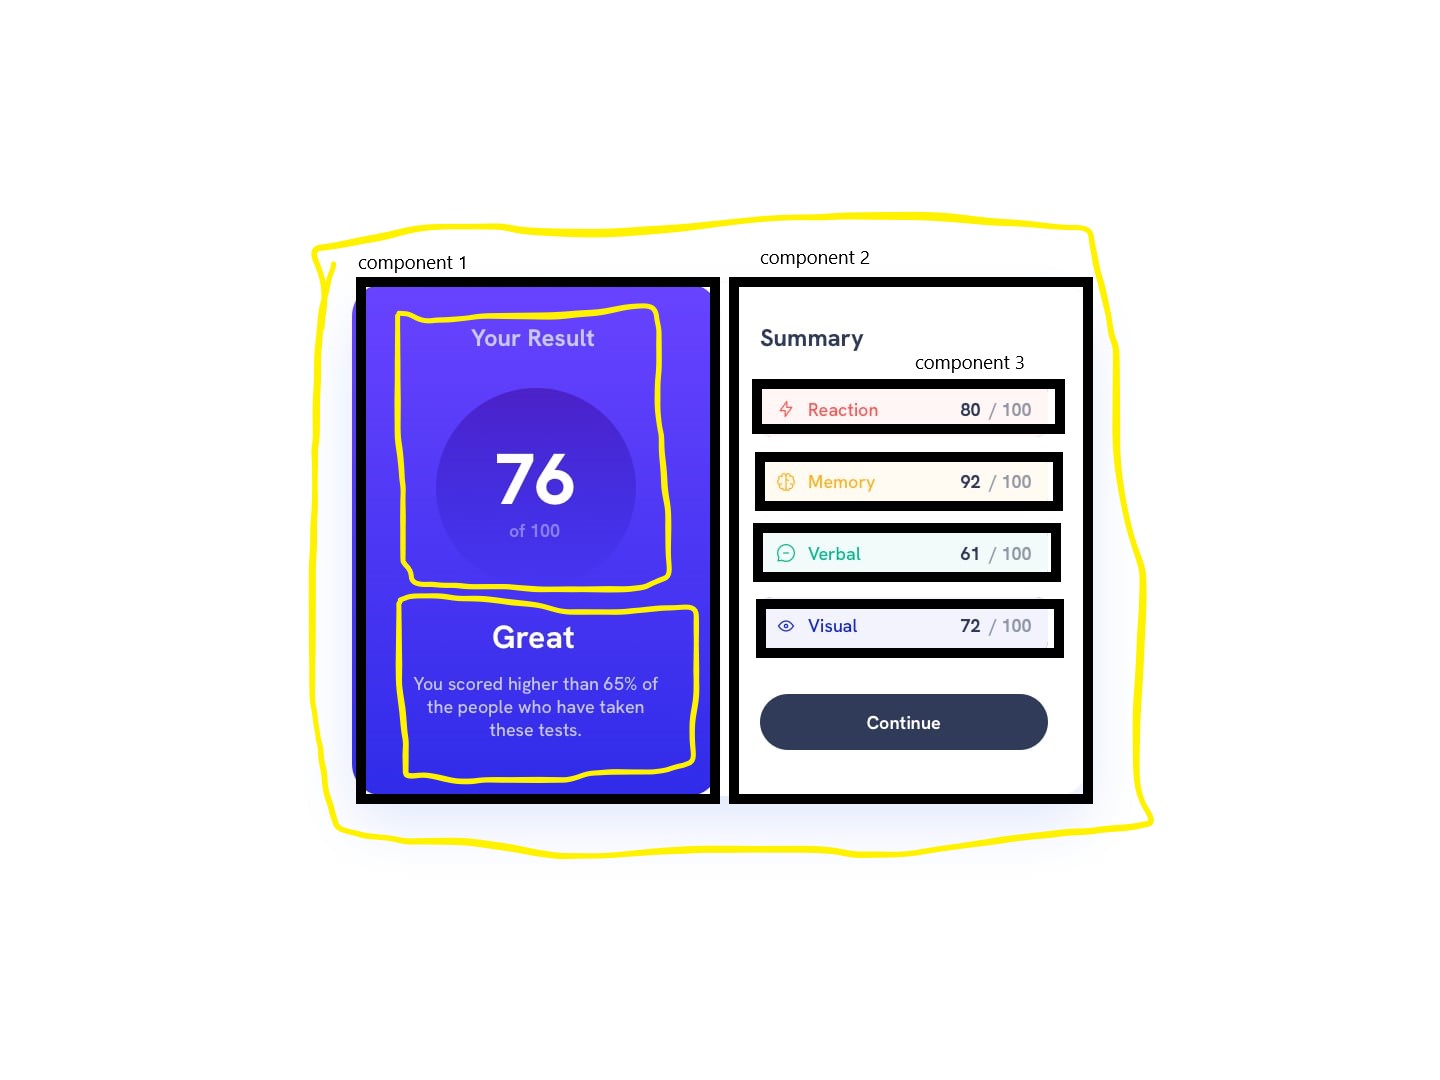 component 1
Your Result
76
of 100
Great
You scored higher than 65% of
the people who have taken
these tests.
component 2
Summary
component 3
Reaction 80 / 100
Memory 92 / 100
Verbal 61 / 100
Visual 72 / 100
Continue